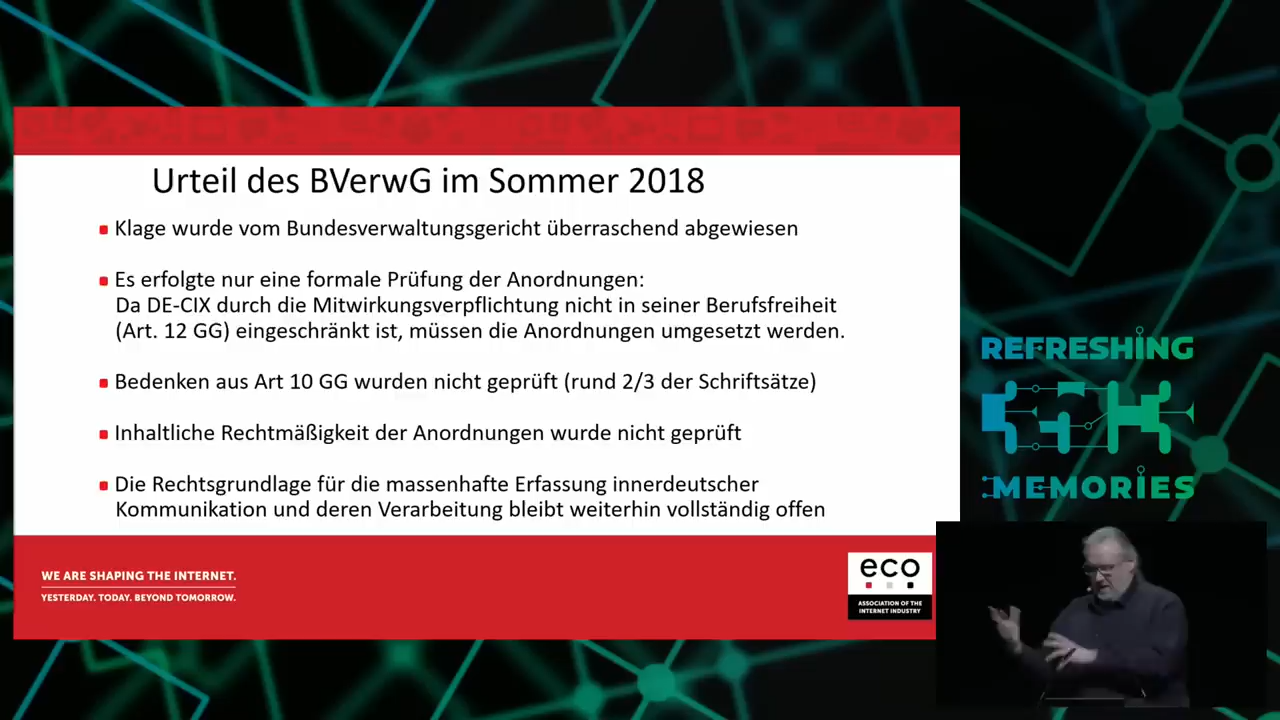 Urteil des BVerwG im Sommer 2018
Klage wurde vom Bundesverwaltungsgericht überraschend abgewiesen
Es erfolgte nur eine formale Prüfung der Anordnungen:
Da DE-CIX durch die Mitwirkungsverpflichtung nicht in seiner Berufsfreiheit
(Art. 12 GG) eingeschränkt ist, müssen die Anordnungen umgesetzt werden.
Bedenken aus Art 10 GG wurden nicht geprüft (rund 2/3 der Schriftsätze)
Inhaltliche Rechtmäßigkeit der Anordnungen wurde nicht geprüft
Die Rechtsgrundlage für die massenhafte Erfassung innerdeutscher
Kommunikation und deren Verarbeitung bleibt weiterhin vollständig offen
WE ARE SHAPING THE INTERNET.
YESTERDAY. TODAY. BEYOND TOMORROW.
eco
ASSOCIATION OF THE
INTERNET INDUSTRY
REFRESHING
MEMORIES